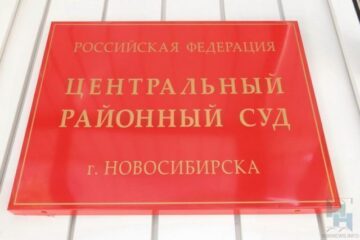 РОССИЙСКАЯ ФЕДЕРАЦИЯ
ЦЕНТРАЛЬНЫЙ
РАЙОННЫЙ СУД
г. НОВОСИБИРСКА